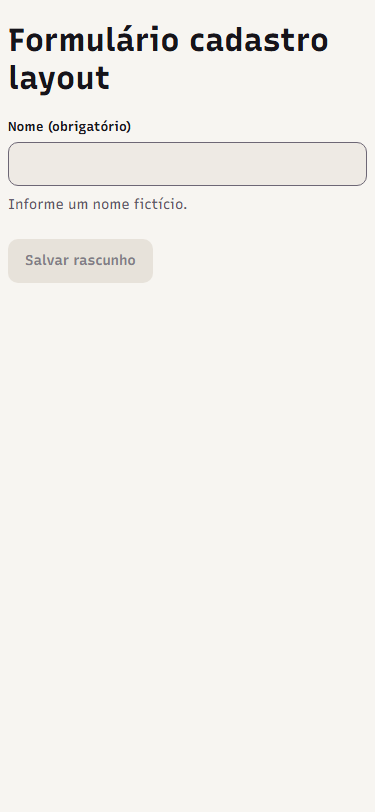 Formulário cadastro
layout
Nome (obrigatório)
Informe um nome fictício.
Salvar rascunho